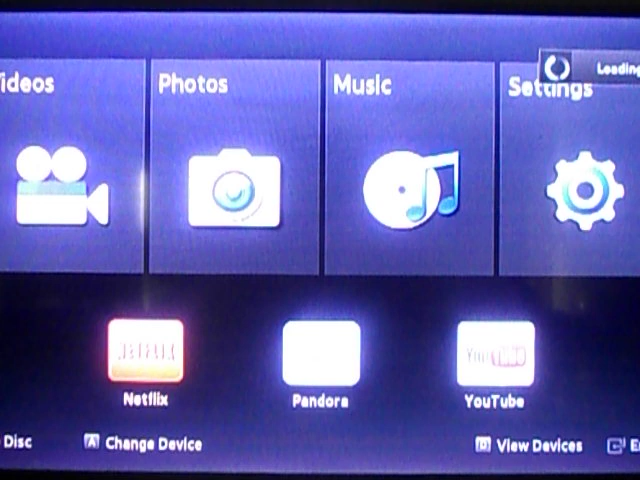 ideos
Photos
Music
Settings
Loading
NETFLIX
YouTube
Netflix
Pandora
YouTube
Disc
A Change Device
D View Devices
E